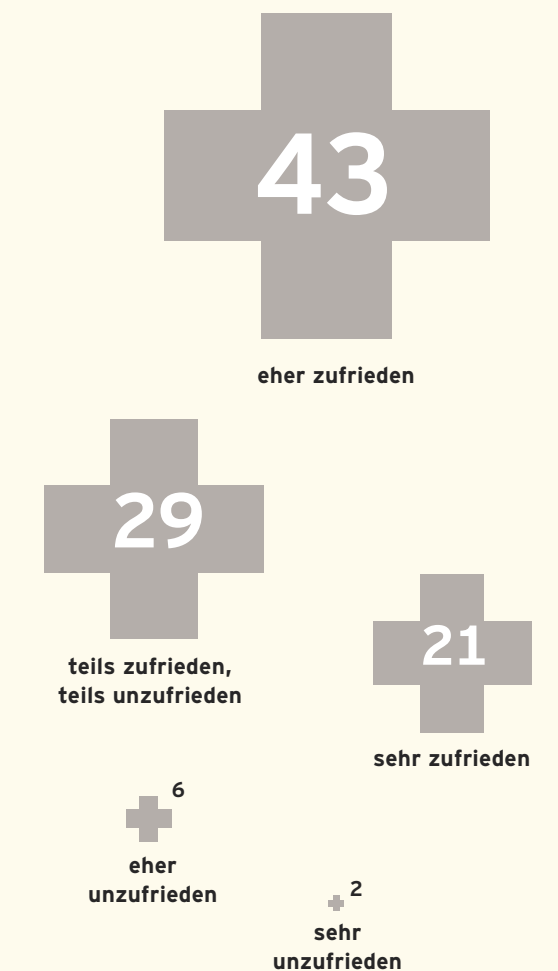 43
eher zufrieden
29
teils zufrieden,
teils unzufrieden
21
sehr zufrieden
6
eher
unzufrieden
2
sehr
unzufrieden